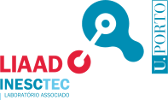 LIAAD
INESCTEC
LABORATÓRIO ASSOCIADO
U. PORTO